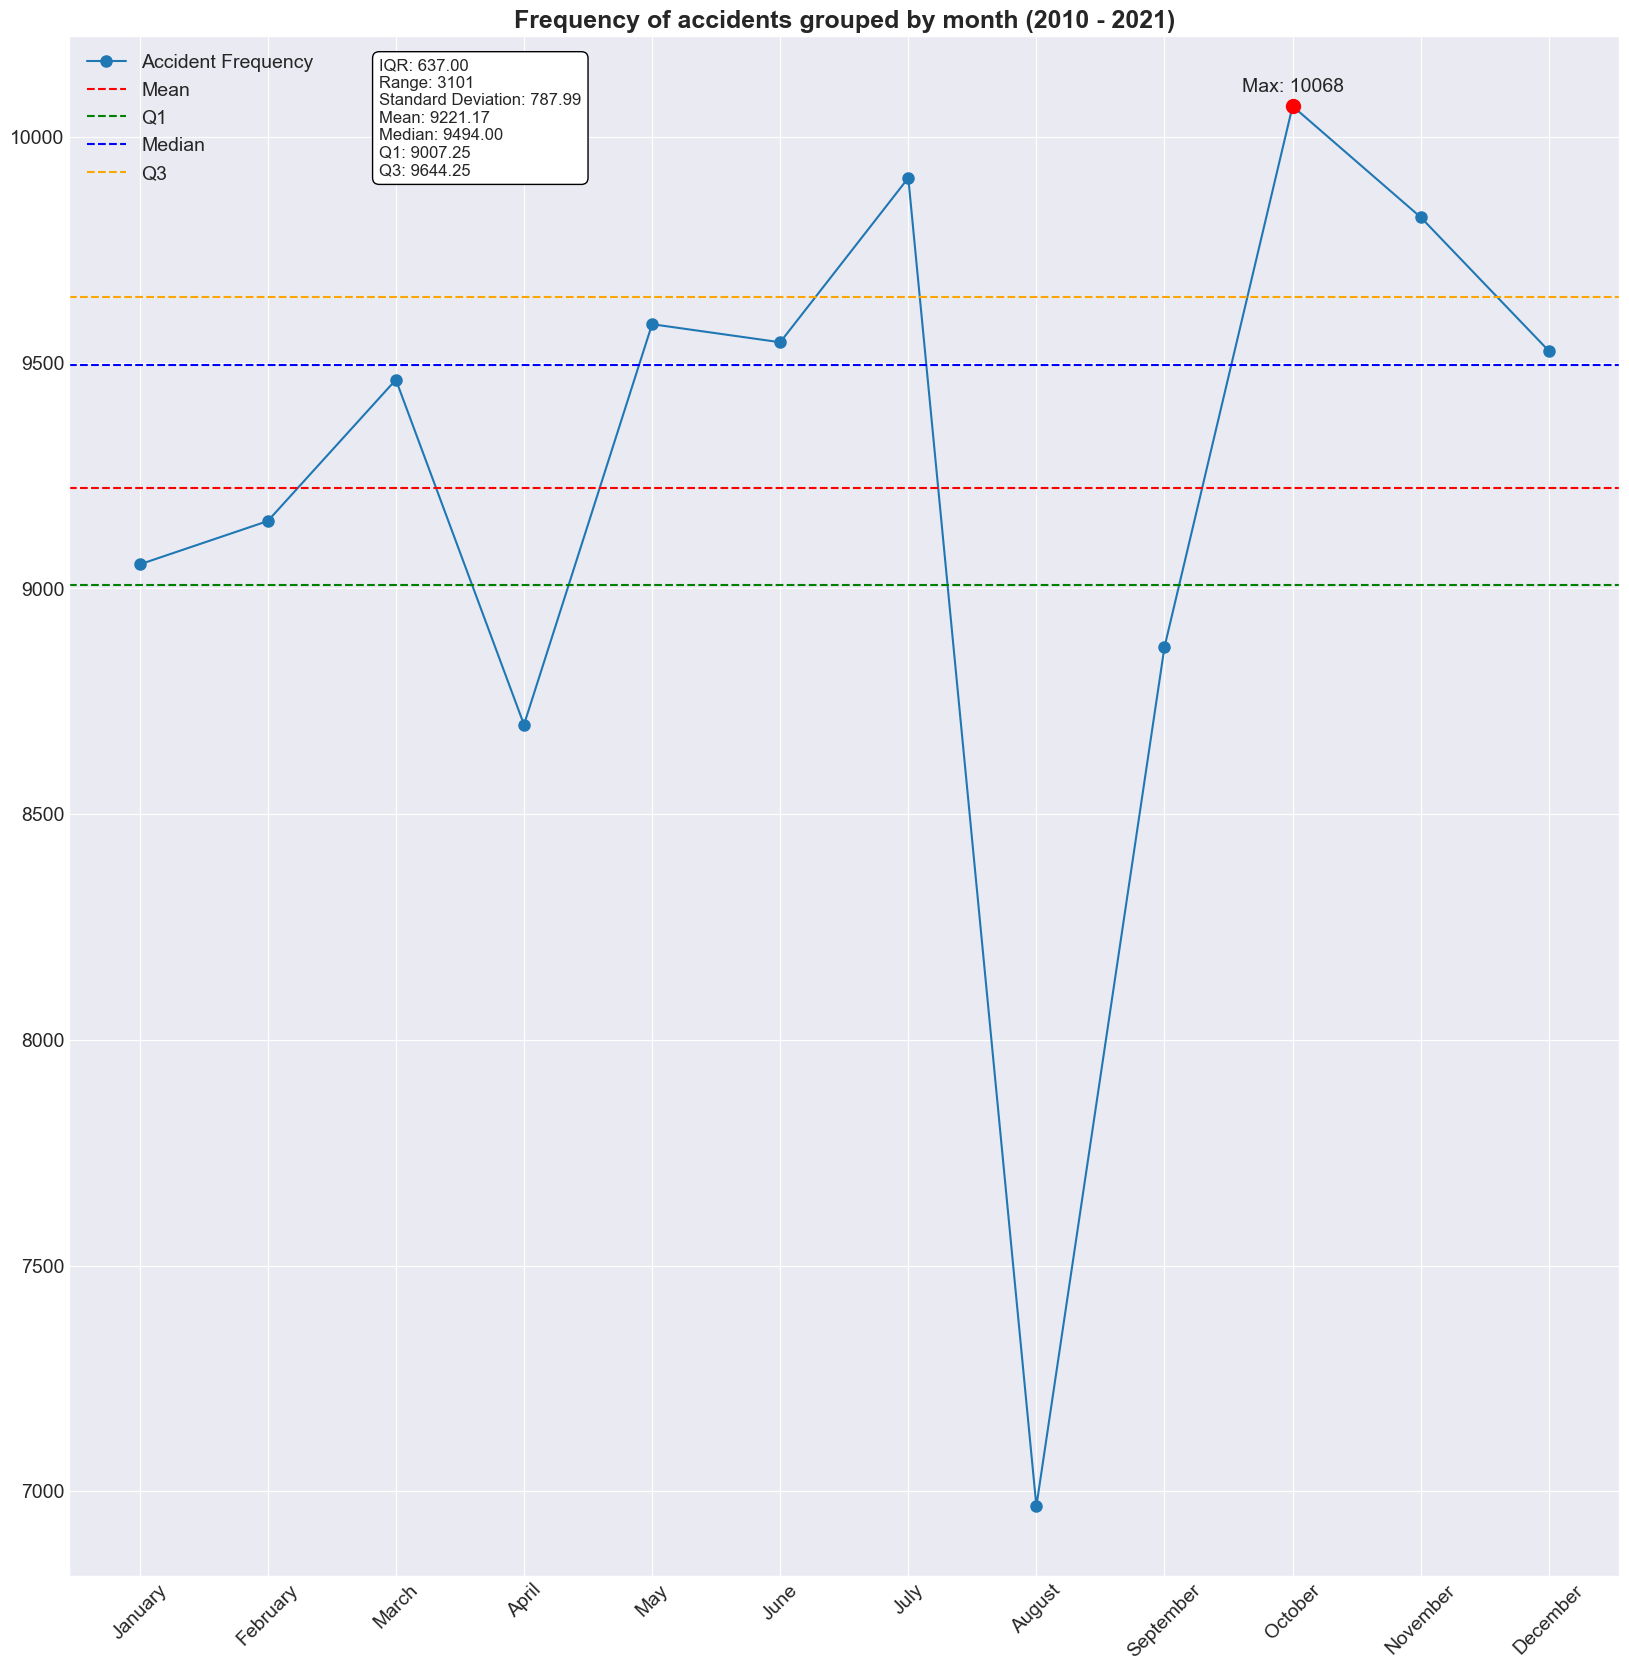 Frequency of accidents grouped by month (2010 - 2021)
Accident Frequency
Mean
Q1
Median
Q3
IQR: 637.00
Range: 3101
Standard Deviation: 787.99
Mean: 9221.17
Median: 9494.00
Q1: 9007.25
Q3: 9644.25
Max: 10068
10000
9500
9000
8500
8000
7500
7000
January
February
March
April
May
June
July
August
September
October
November
December